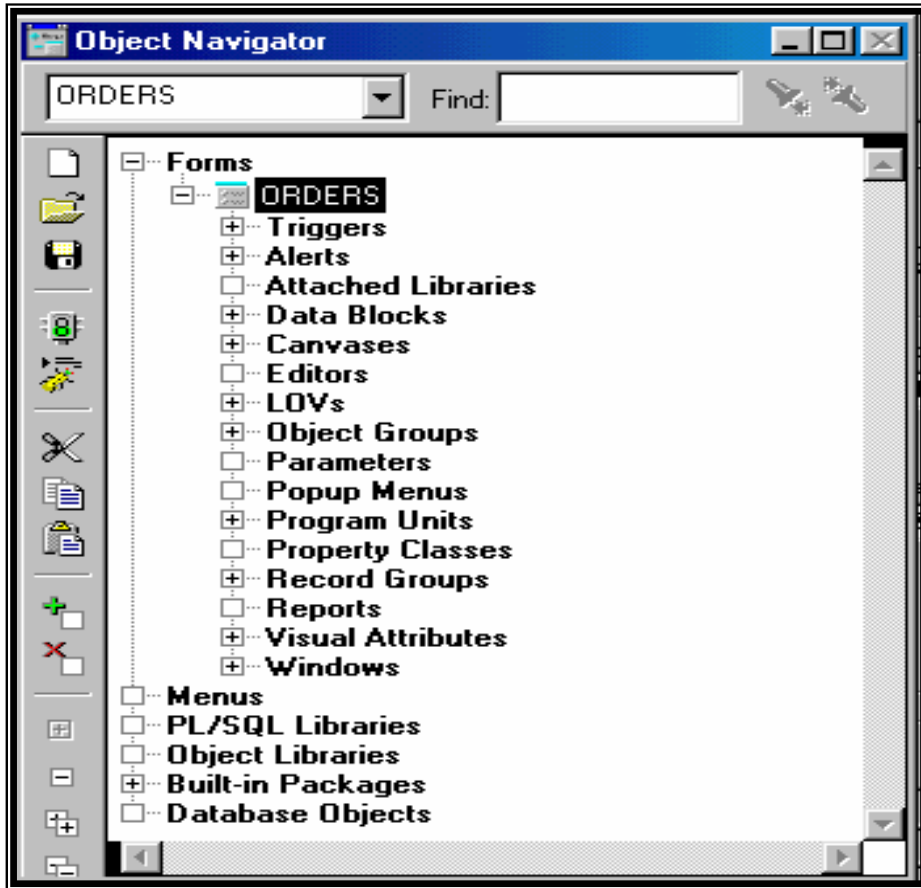 Object Navigator
ORDERS Find:
Forms
ORDERS
Triggers
Alerts
Attached Libraries
Data Blocks
Canvases
Editors
LOVs
Object Groups
Parameters
Popup Menus
Program Units
Property Classes
Record Groups
Reports
Visual Attributes
Windows
Menus
PL/SQL Libraries
Object Libraries
Built-in Packages
Database Objects